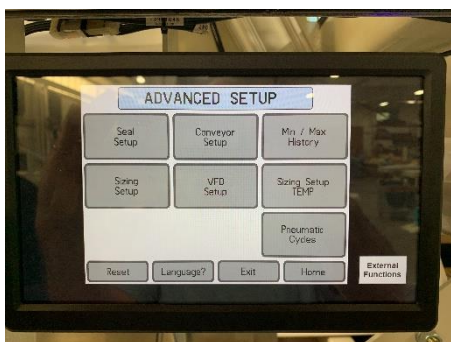 ADVANCED SETUP
Seal
Setup
Conveyor
Setup
Min / Max
History
Sizing
Setup
VFD
Setup
Sizing Setup
TEMP
Pneumatic
Cycles
Reset
Language?
Exit
Home
External
Functions